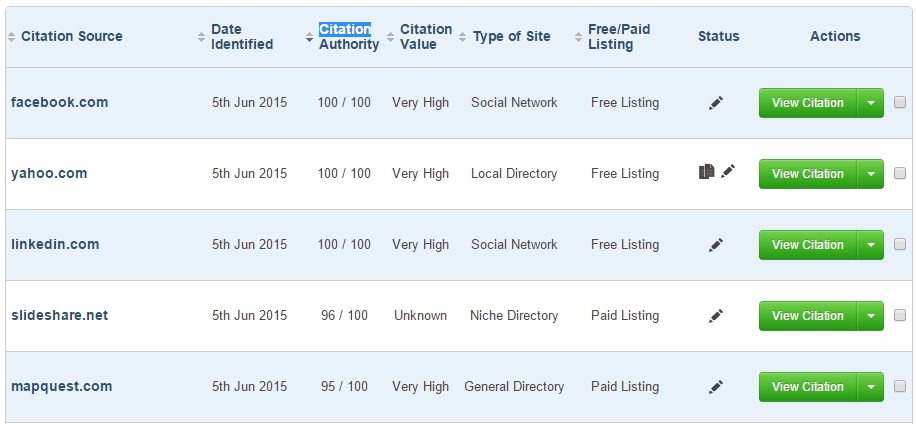 Citation Source Date Identified Citation Authority Citation Value Type of Site Free/Paid Listing Status Actions
facebook.com 5th Jun 2015 100 / 100 Very High Social Network Free Listing View Citation
yahoo.com 5th Jun 2015 100 / 100 Very High Local Directory Free Listing View Citation
linkedin.com 5th Jun 2015 100 / 100 Very High Social Network Free Listing View Citation
slideshare.net 5th Jun 2015 96 / 100 Unknown Niche Directory Paid Listing View Citation
mapquest.com 5th Jun 2015 95 / 100 Very High General Directory Paid Listing View Citation